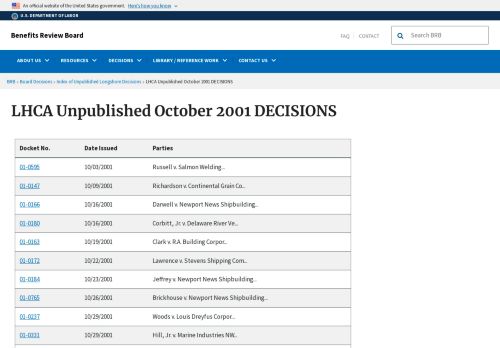 An official website of the United States government. Here's how you know
U.S. DEPARTMENT OF LABOR
Benefits Review Board
FAQ CONTACT Search BRB
ABOUT US RESOURCES DECISIONS LIBRARY / REFERENCE WORK CONTACT US
BRB › Board Decisions › Index of Unpublished Longshore Decisions › LHCA Unpublished October 2001 DECISIONS
LHCA Unpublished October 2001 DECISIONS
Docket No. Date Issued Parties
01-0595 10/03/2001 Russell v. Salmon Welding...
01-0147 10/09/2001 Richardson v. Continental Grain Co...
01-0166 10/16/2001 Darwell v. Newport News Shipbuilding...
01-0180 10/16/2001 Corbitt, Jr. v. Delaware River Ve...
01-0163 10/19/2001 Clark v. R.A. Building Corpor...
01-0172 10/22/2001 Lawrence v. Stevens Shipping Com...
01-0184 10/23/2001 Jeffrey v. Newport News Shipbuilding...
01-0765 10/26/2001 Brickhouse v. Newport News Shipbuilding...
01-0237 10/29/2001 Woods v. Louis Dreyfus Corpor...
01-0331 10/29/2001 Hill, Jr. v. Marine Industries NW...